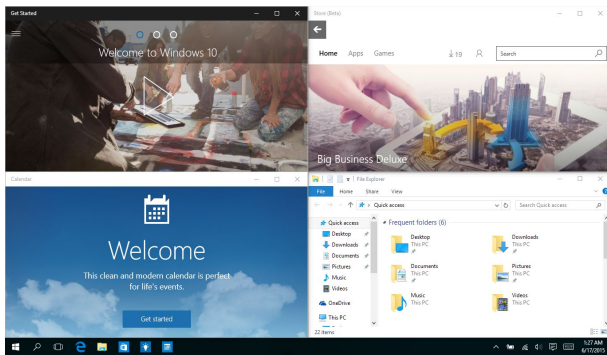 Get Started
Welcome to Windows 10
Store (Beta)
Home Apps Games 19 Search
Big Business Deluxe
Calendar
Welcome
This clean and modern calendar is perfect
for life's events.
Get started
File Explorer
File Home Share View
Quick access Search Quick access
Quick access
Desktop
Downloads
Documents
Pictures
Music
Videos
OneDrive
This PC
22 items
Frequent folders (6)
Desktop
This PC
Downloads
This PC
Documents
This PC
Pictures
This PC
Music
This PC
Videos
This PC
1:27 AM
6/17/2015